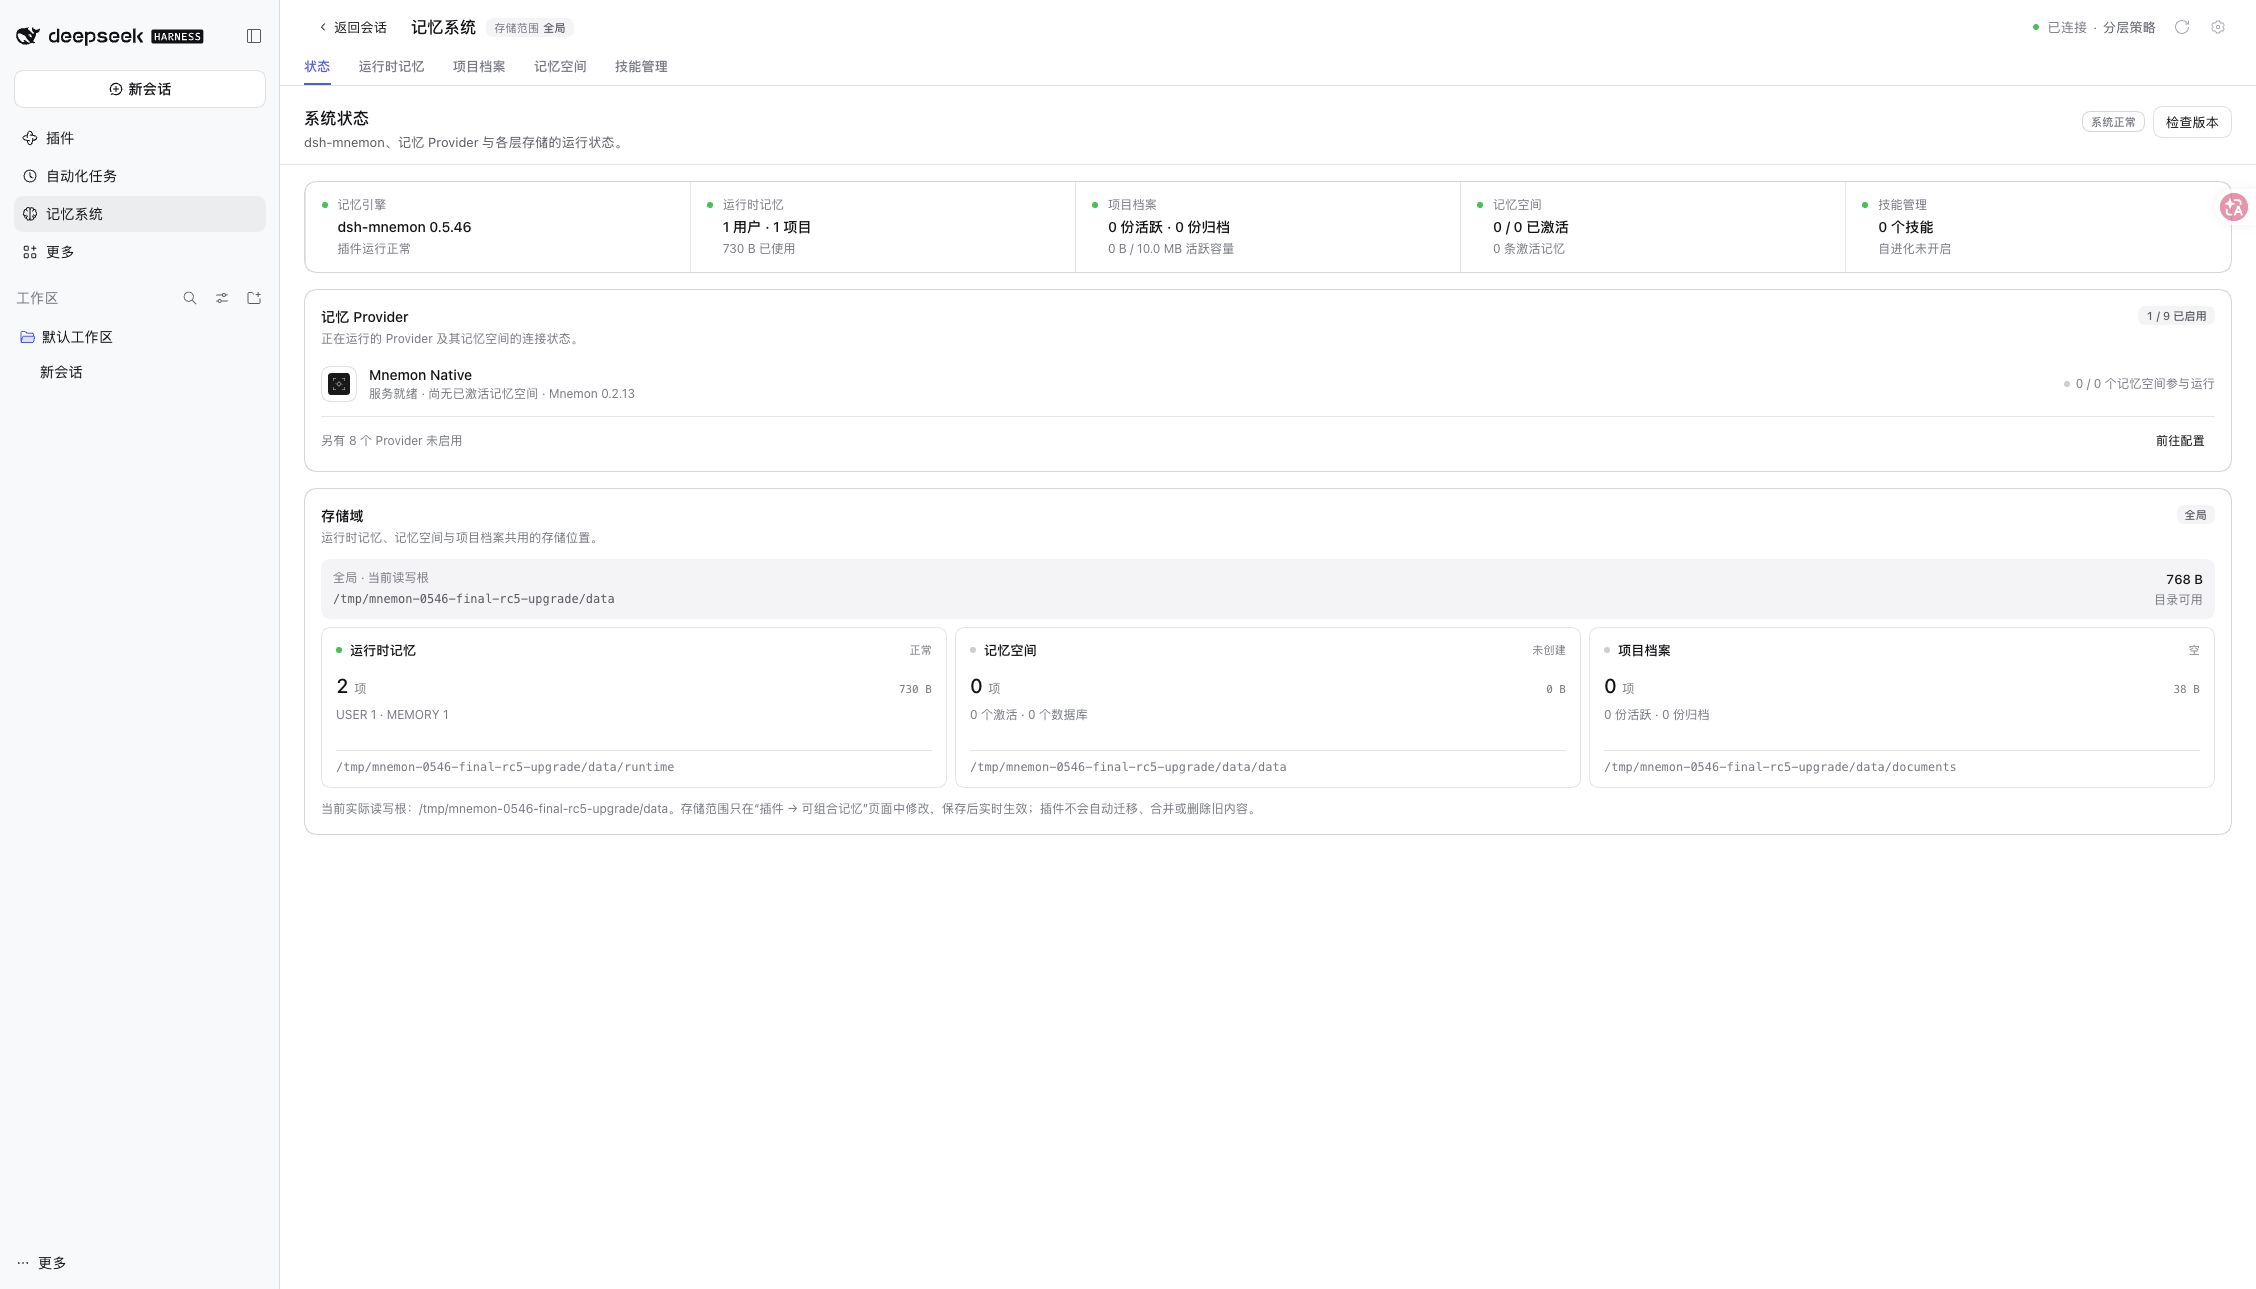 deepseek HARNESS
新会话
插件
自动化任务
记忆系统
更多
工作区
默认工作区
新会话
更多
返回会话
记忆系统
存储范围 全局
已连接 · 分层策略
状态
运行时记忆
项目档案
记忆空间
技能管理
系统状态
dsh-mnemon、记忆 Provider 与各层存储的运行状态。
系统正常
检查版本
记忆引擎
dsh-mnemon 0.5.46
插件运行正常
运行时记忆
1 用户 · 1 项目
730 B 已使用
项目档案
0 份活跃 · 0 份归档
0 B / 10.0 MB 活跃容量
记忆空间
0 / 0 已激活
0 条激活记忆
技能管理
0 个技能
自进化未开启
记忆 Provider
正在运行的 Provider 及其记忆空间的连接状态。
1 / 9 已启用
Mnemon Native
服务就绪 · 尚无已激活记忆空间 · Mnemon 0.2.13
0 / 0 个记忆空间参与运行
另有 8 个 Provider 未启用
前往配置
存储域
运行时记忆、记忆空间与项目档案共用的存储位置。
全局
全局 · 当前读写根
/tmp/mnemon-0546-final-rc5-upgrade/data
768 B
目录可用
运行时记忆
正常
2 项
730 B
USER 1 · MEMORY 1
/tmp/mnemon-0546-final-rc5-upgrade/data/runtime
记忆空间
未创建
0 项
0 B
0 个激活 · 0 个数据库
/tmp/mnemon-0546-final-rc5-upgrade/data/data
项目档案
空
0 项
38 B
0 份活跃 · 0 份归档
/tmp/mnemon-0546-final-rc5-upgrade/data/documents
当前实际读写根：/tmp/mnemon-0546-final-rc5-upgrade/data。存储范围只在“插件 → 可组合记忆”页面中修改，保存后实时生效；插件不会自动迁移、合并或删除旧内容。